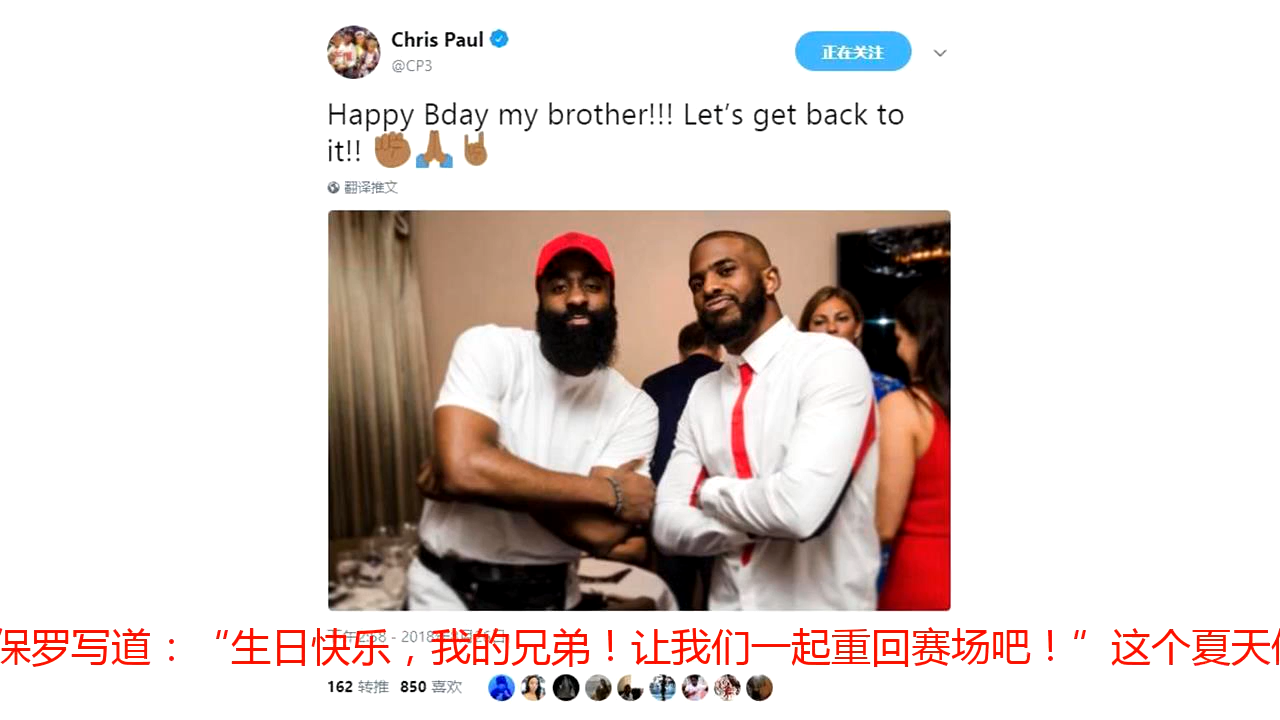 Chris Paul
@CP3
正在关注
Happy Bday my brother!!! Let’s get back to
it!!
翻译推文
保罗写道：“生日快乐，我的兄弟！让我们一起重回赛场吧！”这个夏天
162 转推 850 喜欢